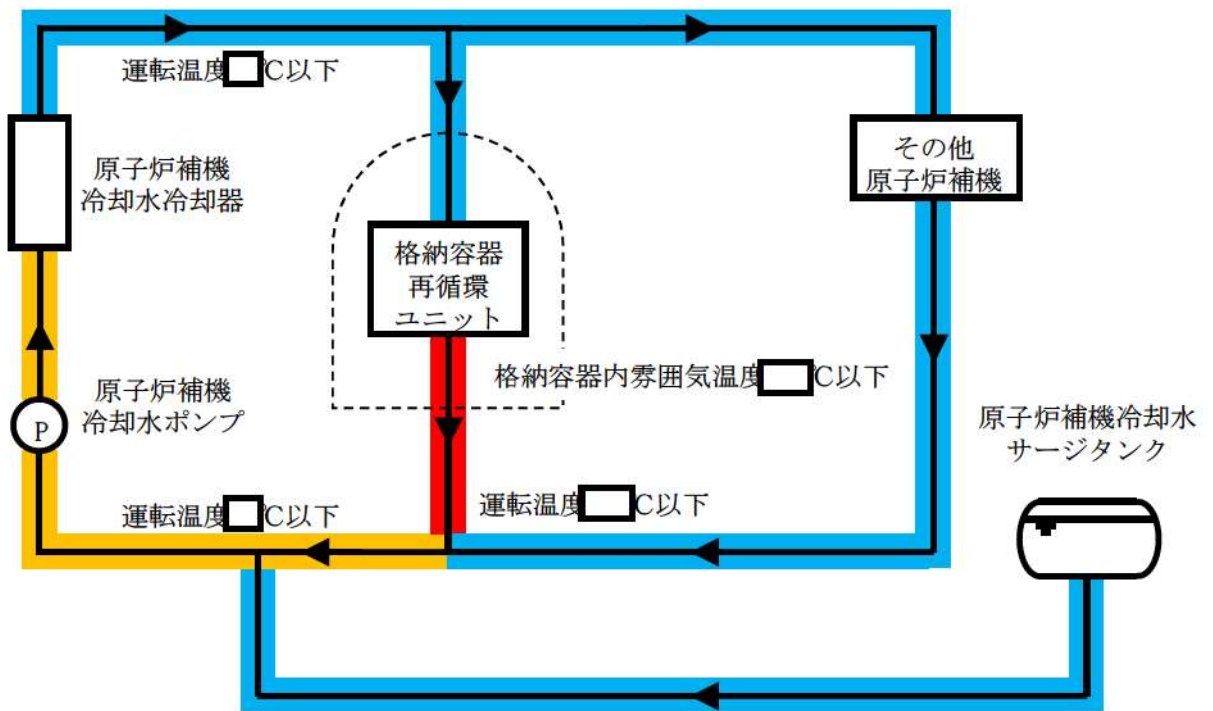 運転温度 ℃以下
原子炉補機
冷却水冷却器
その他
原子炉補機
格納容器
再循環
ユニット
格納容器内雰囲気温度 ℃以下
原子炉補機
冷却水ポンプ
P
原子炉補機冷却水
サージタンク
運転温度 ℃以下
運転温度 ℃以下